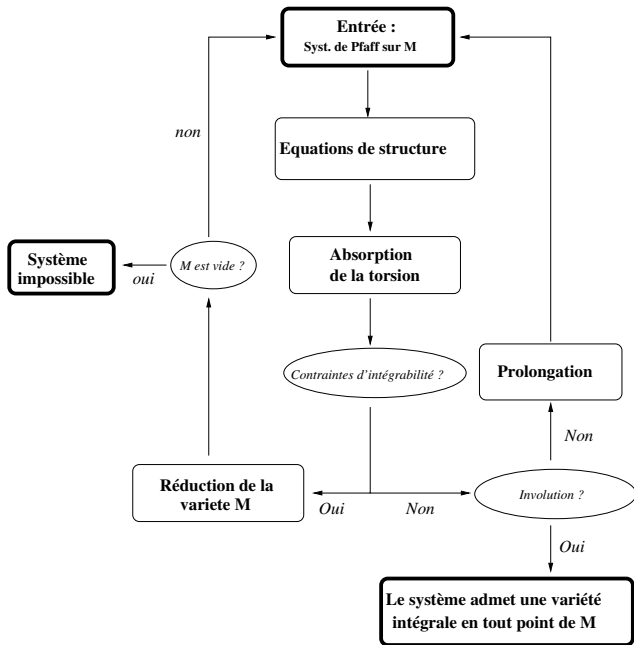 Entrée :
Syst. de Pfaff sur M
non
Equations de structure
Système
impossible
oui
M est vide ?
Absorption
de la torsion
Contraintes d'intégrabilité ?
Prolongation
Non
Réduction de la
variete M
Oui
Non
Involution ?
Oui
Le système admet une variété
intégrale en tout point de M